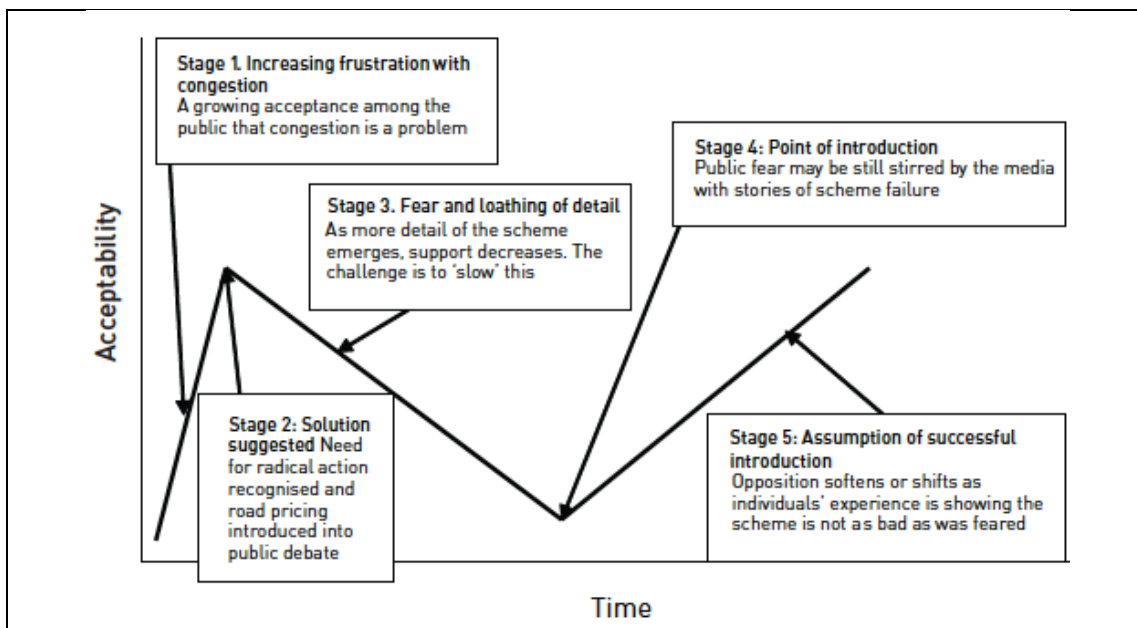 Stage 1. Increasing frustration with
congestion
A growing acceptance among the
public that congestion is a problem
Stage 4: Point of introduction
Public fear may be still stirred by the media
with stories of scheme failure
Stage 3. Fear and loathing of detail
As more detail of the scheme
emerges, support decreases. The
challenge is to ‘slow’ this
Acceptability
Stage 2: Solution
suggested Need
for radical action
recognised and
road pricing
introduced into
public debate
Stage 5: Assumption of successful
introduction
Opposition softens or shifts as
individuals’ experience is showing the
scheme is not as bad as was feared
Time